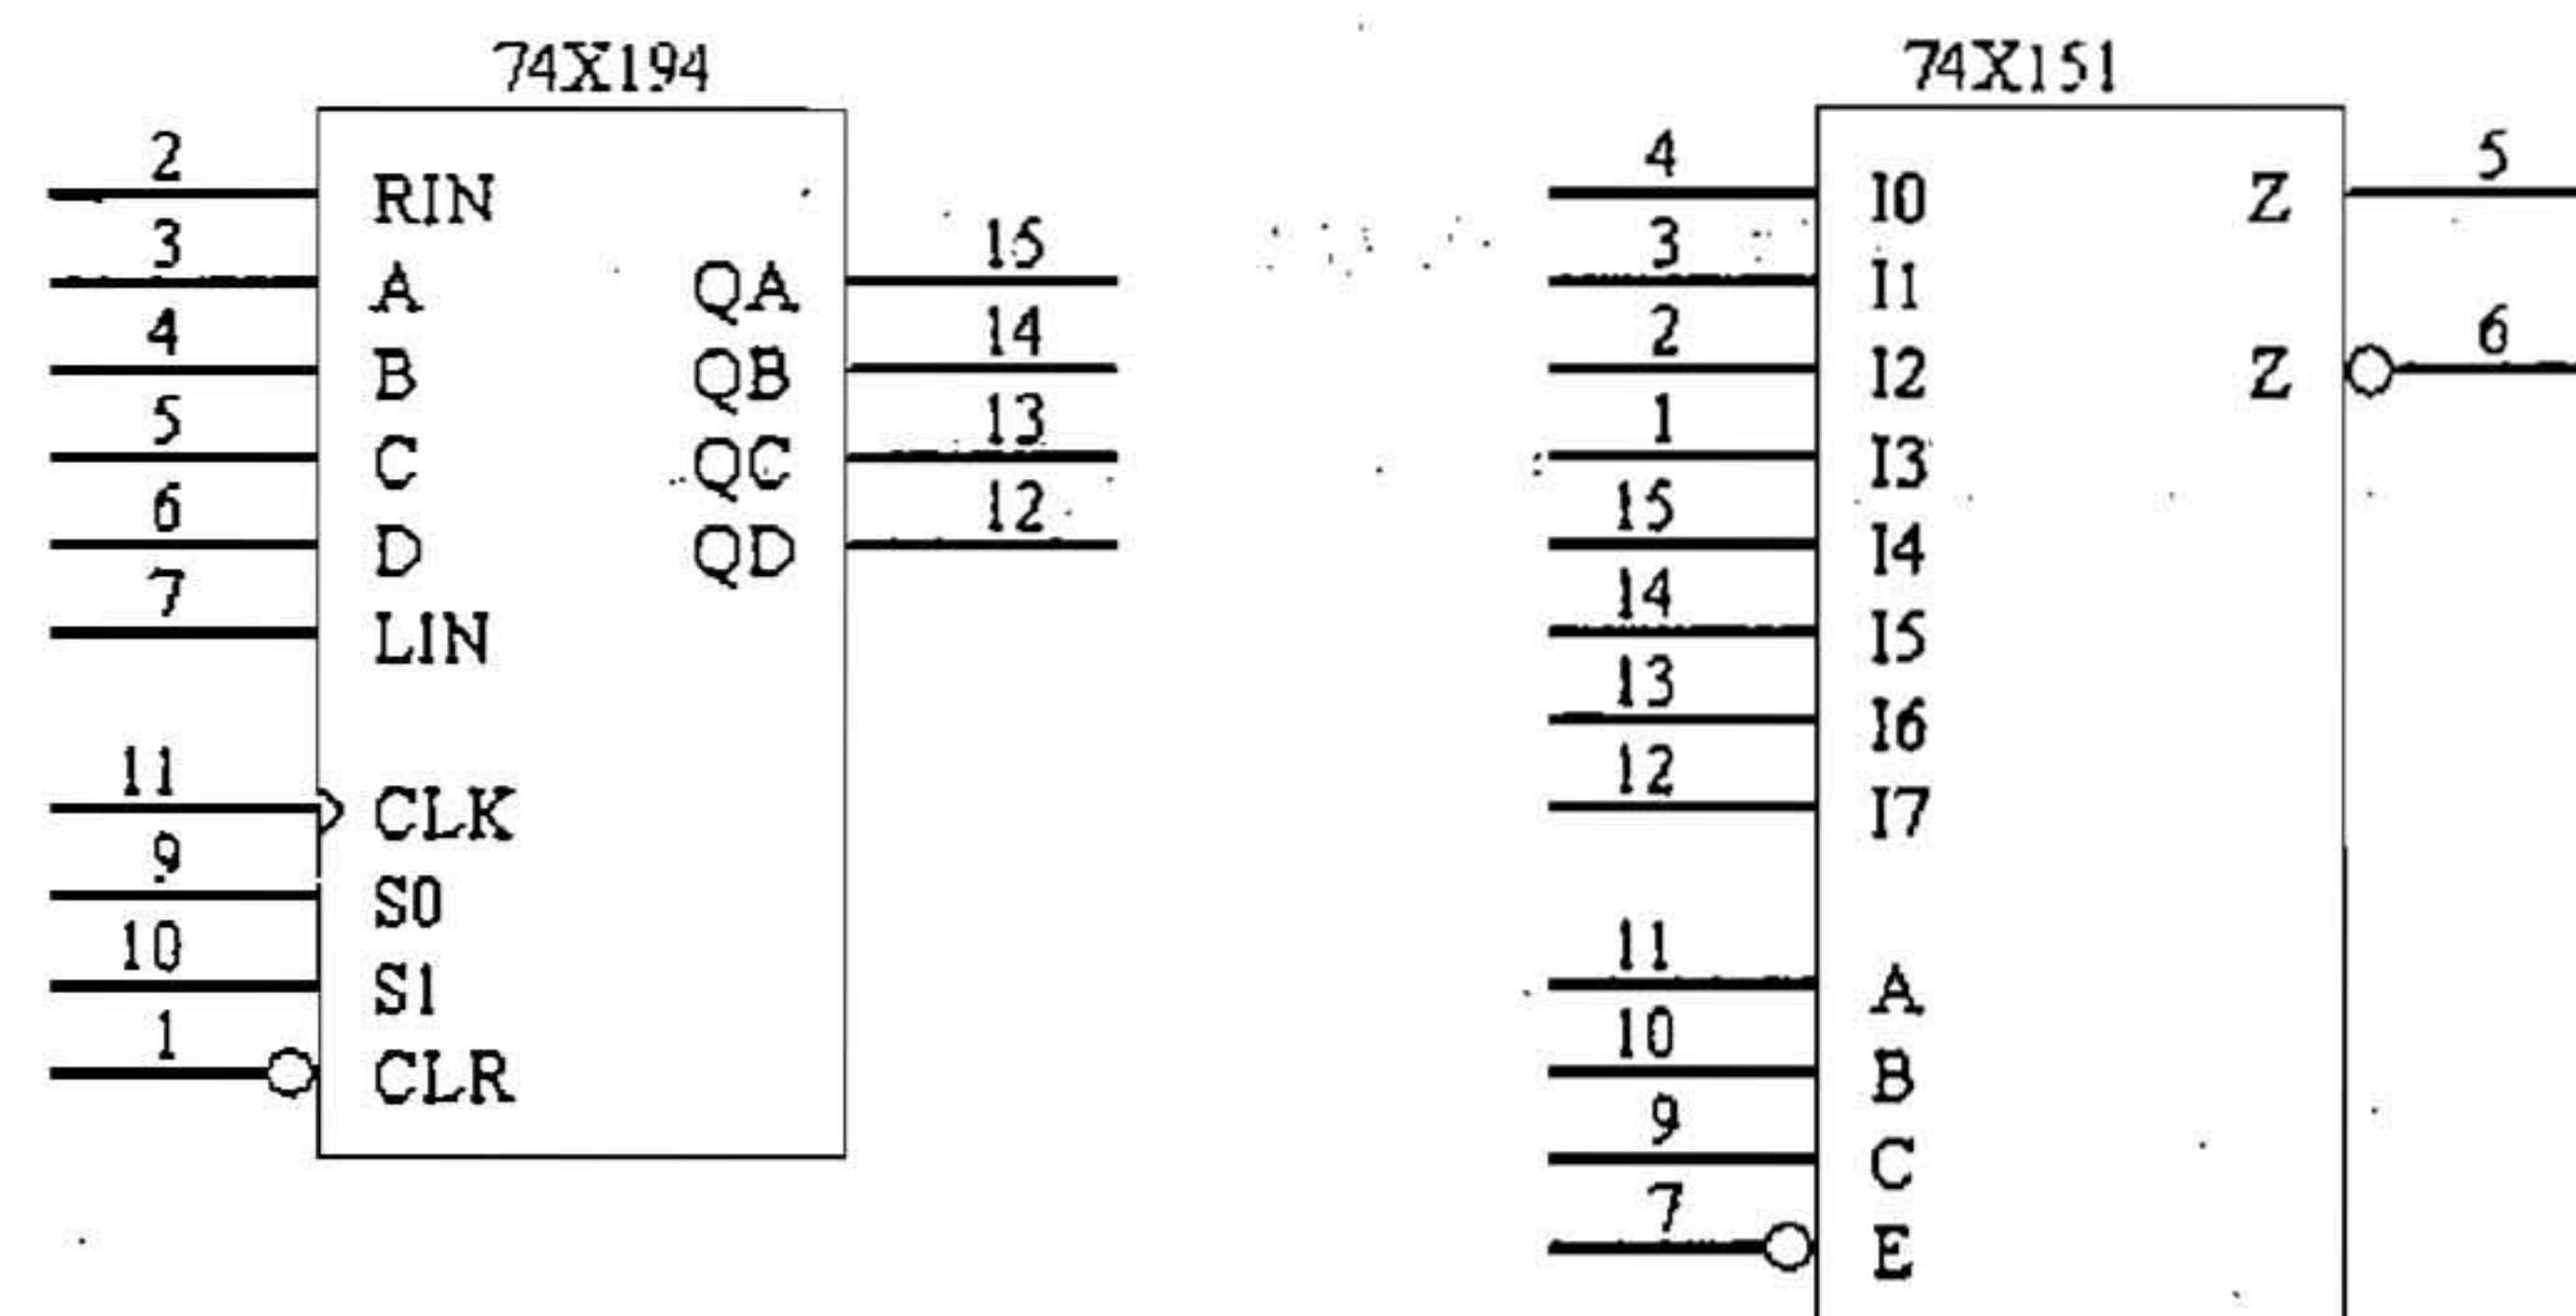 74X194
2 RIN
3 A QA 15
4 B QB 14
5 C QC 13
6 D QD 12
7 LIN
11 CLK
9 S0
10 S1
1 CLR
74X151
4 I0 Z 5
3 I1
2 I2 Z 6
1 I3
15 I4
14 I5
13 I6
12 I7
11 A
10 B
9 C
7 E